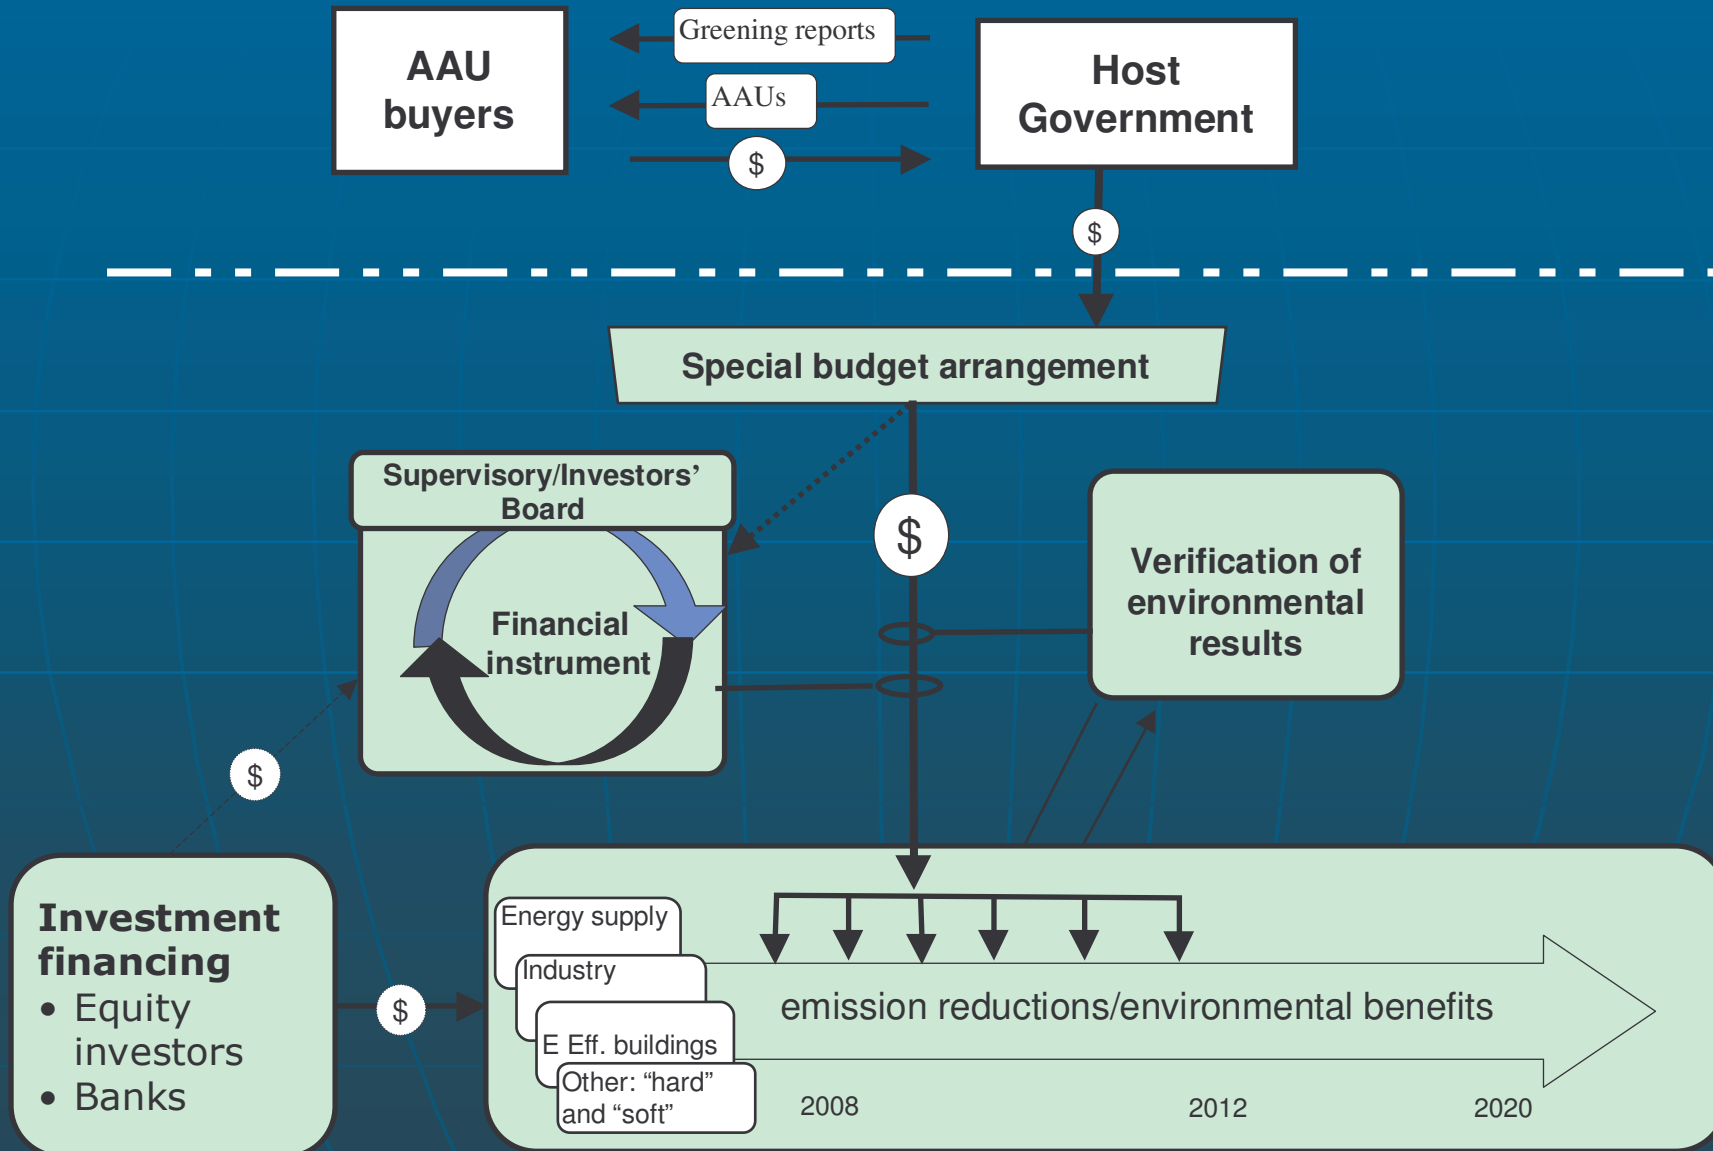 AAU
buyers
Greening reports
AAUs
$
Host
Government
$
Special budget arrangement
Supervisory/Investors’
Board
Financial
instrument
$
Verification of
environmental
results
$
Investment
financing
• Equity
investors
• Banks
$
Energy supply
Industry
E Eff. buildings
Other: “hard”
and “soft”
emission reductions/environmental benefits
2008
2012
2020